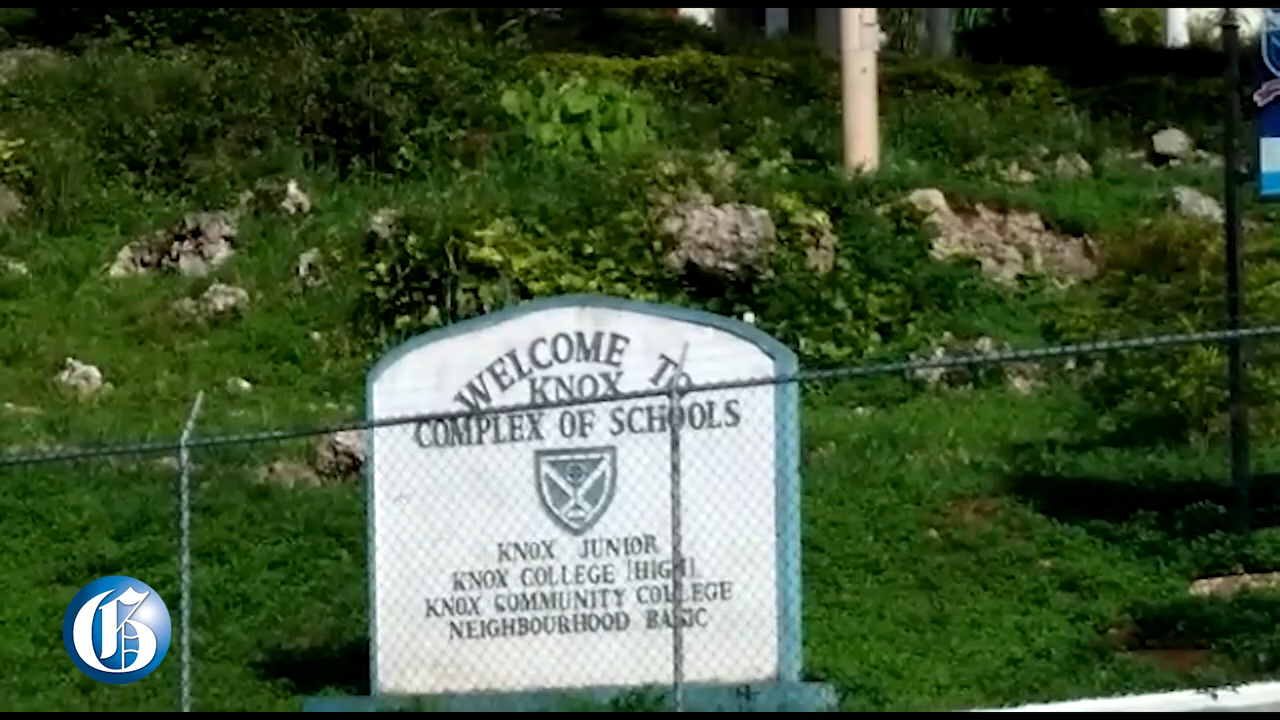 WELCOME TO
KNOX
COMPLEX OF SCHOOLS
KNOX JUNIOR
KNOX COLLEGE [HIGH]
KNOX COMMUNITY COLLEGE
NEIGHBOURHOOD BASIC
G